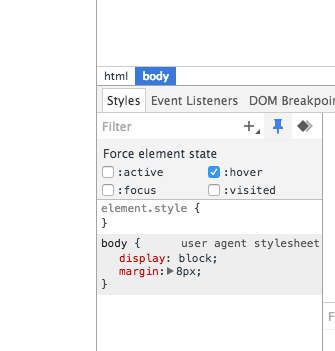 html body
Styles Event Listeners DOM Breakpoi
Filter
Force element state
:active :hover
:focus :visited
element.style {
}
body { user agent stylesheet
display: block;
margin: 8px;
}
F